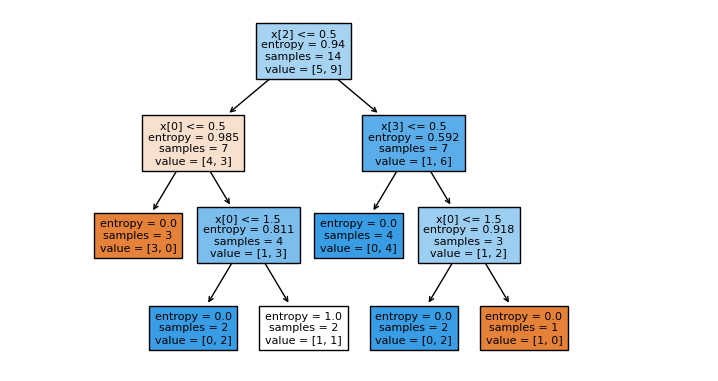 x[2] <= 0.5
entropy = 0.94
samples = 14
value = [5, 9]
x[0] <= 0.5
entropy = 0.985
samples = 7
value = [4, 3]
x[3] <= 0.5
entropy = 0.592
samples = 7
value = [1, 6]
entropy = 0.0
samples = 3
value = [3, 0]
x[0] <= 1.5
entropy = 0.811
samples = 4
value = [1, 3]
entropy = 0.0
samples = 4
value = [0, 4]
x[0] <= 1.5
entropy = 0.918
samples = 3
value = [1, 2]
entropy = 0.0
samples = 2
value = [0, 2]
entropy = 1.0
samples = 2
value = [1, 1]
entropy = 0.0
samples = 2
value = [0, 2]
entropy = 0.0
samples = 1
value = [1, 0]